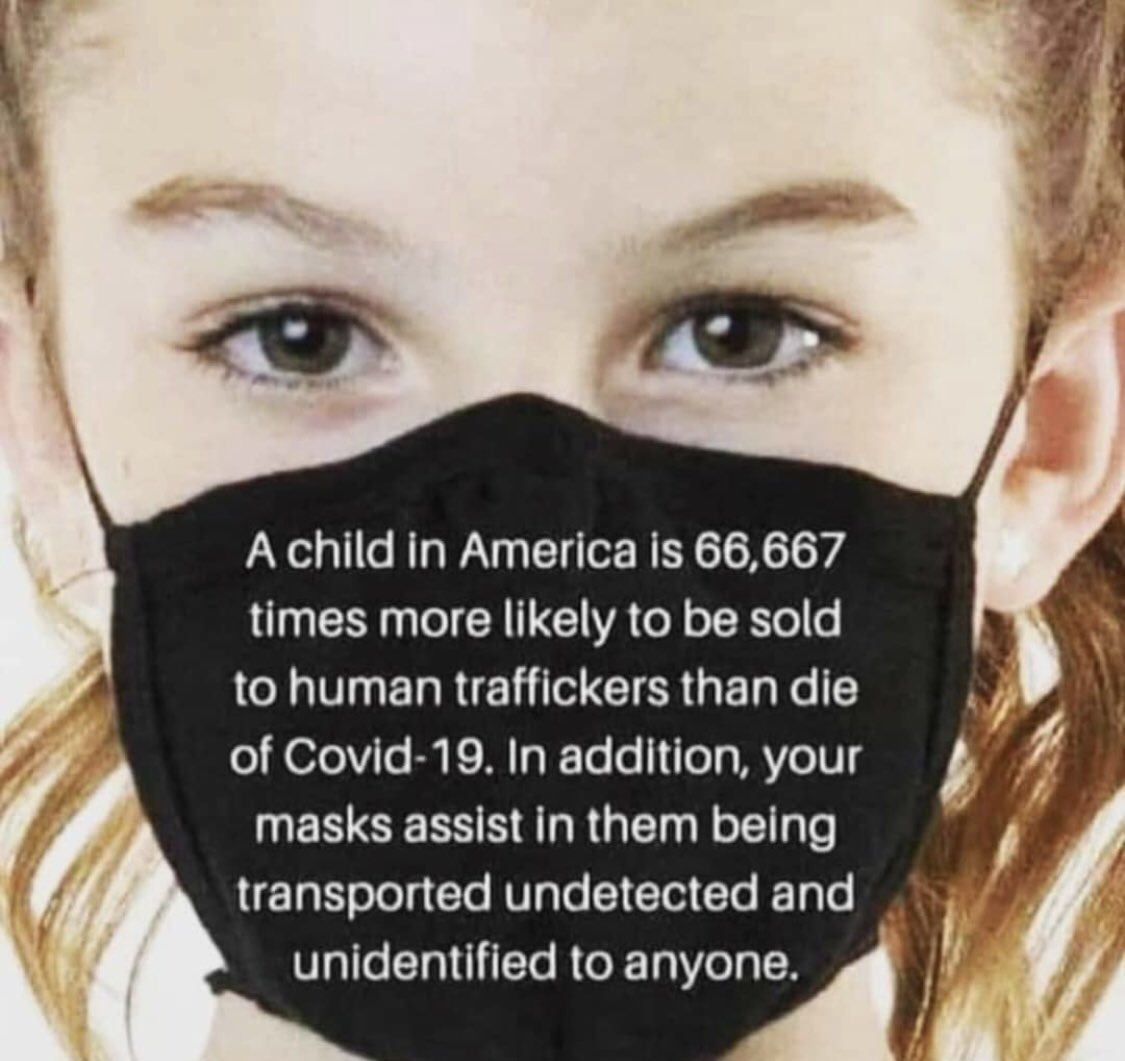 A child in America is 66,667
times more likely to be sold
to human traffickers than die
of Covid-19. In addition, your
masks assist in them being
transported undetected and
unidentified to anyone.